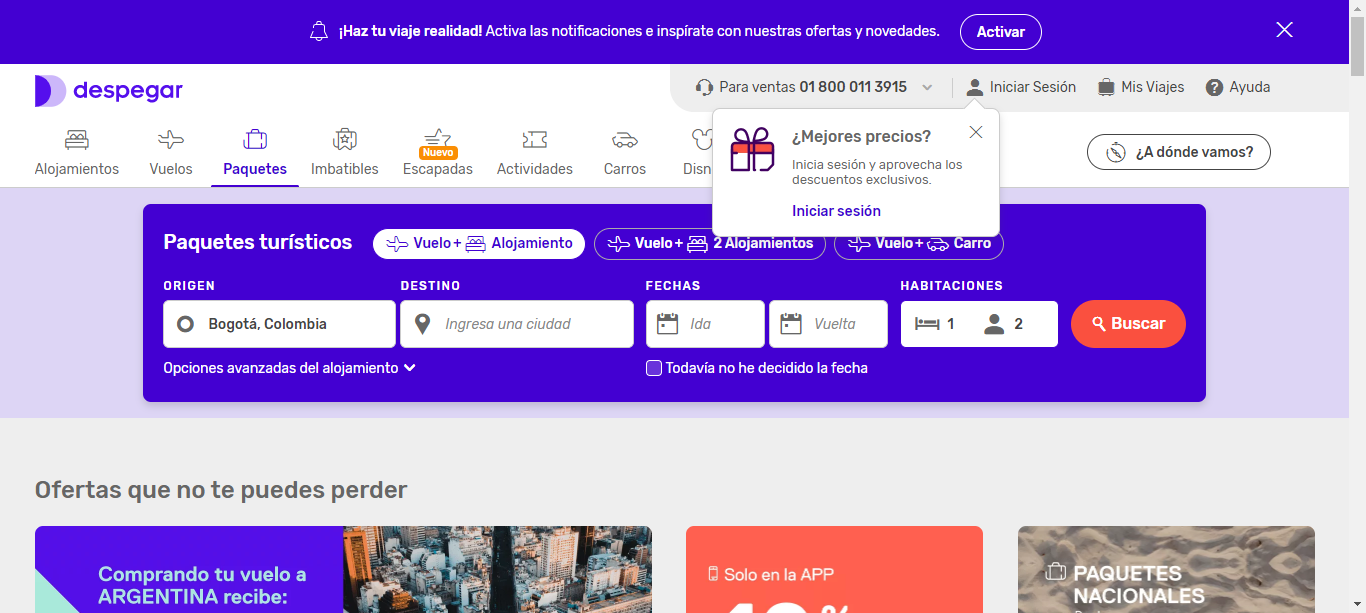 ¡Haz tu viaje realidad! Activa las notificaciones e inspírate con nuestras ofertas y novedades.
Activar
despegar
Para ventas 01 800 011 3915
Iniciar Sesión
Mis Viajes
Ayuda
Alojamientos
Vuelos
Paquetes
Imbatibles
Nuevo
Escapadas
Actividades
Carros
Disn
¿Mejores precios?
Inicia sesión y aprovecha los
descuentos exclusivos.
Iniciar sesión
¿A dónde vamos?
Paquetes turísticos
Vuelo + Alojamiento
Vuelo + 2 Alojamientos
Vuelo + Carro
ORIGEN
DESTINO
FECHAS
HABITACIONES
Bogotá, Colombia
Ingresa una ciudad
Ida
Vuelta
1
2
Buscar
Opciones avanzadas del alojamiento
Todavía no he decidido la fecha
Ofertas que no te puedes perder
Comprando tu vuelo a
ARGENTINA recibe:
Solo en la APP
PAQUETES
NACIONALES